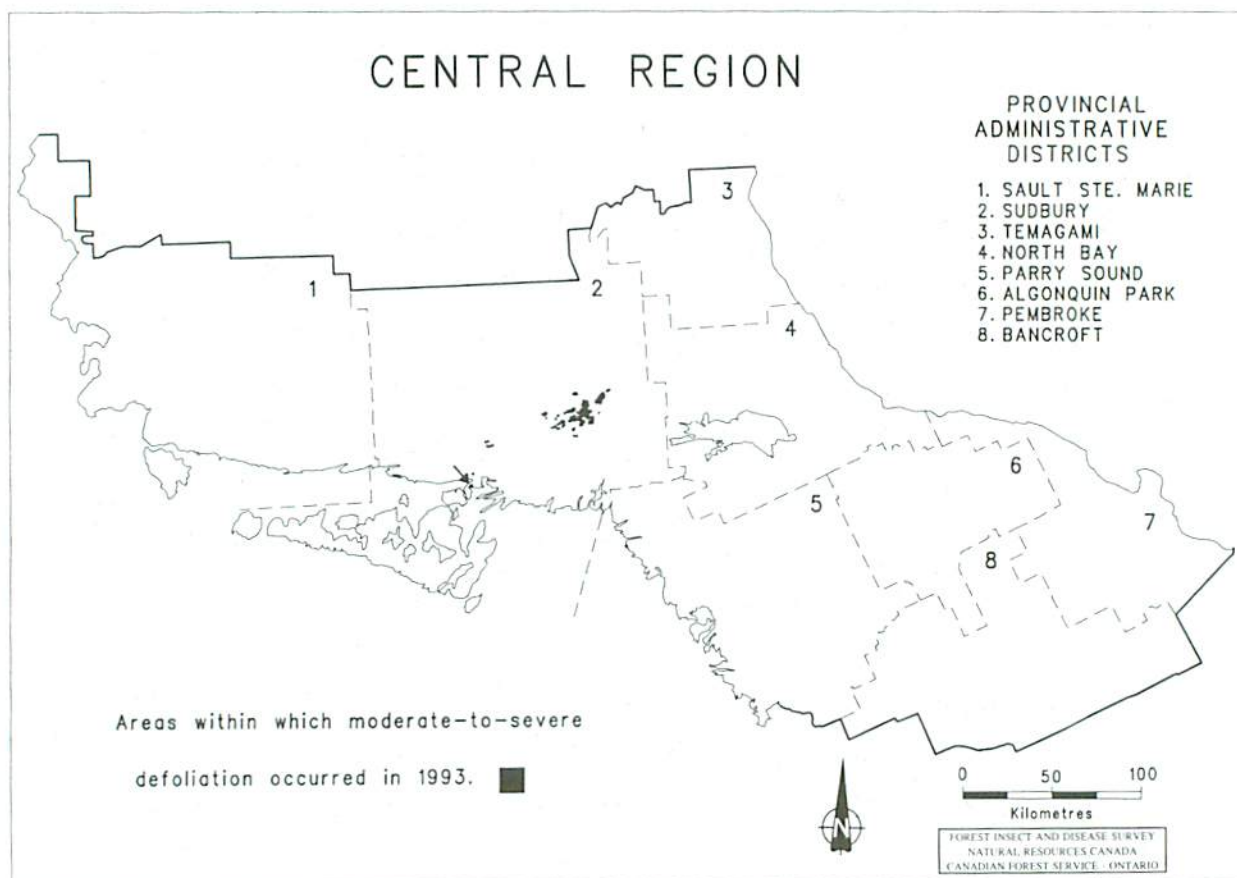 CENTRAL REGION
PROVINCIAL
ADMINISTRATIVE
DISTRICTS
1. SAULT STE. MARIE
2. SUDBURY
3. TEMAGAMI
4. NORTH BAY
5. PARRY SOUND
6. ALGONQUIN PARK
7. PEMBROKE
8. BANCROFT
3
1
2
4
6
5
7
8
Areas within which moderate-to-severe
defoliation occurred in 1993.
0 50 100
Kilometres
N
FOREST INSECT AND DISEASE SURVEY
NATURAL RESOURCES CANADA
CANADIAN FOREST SERVICE - ONTARIO